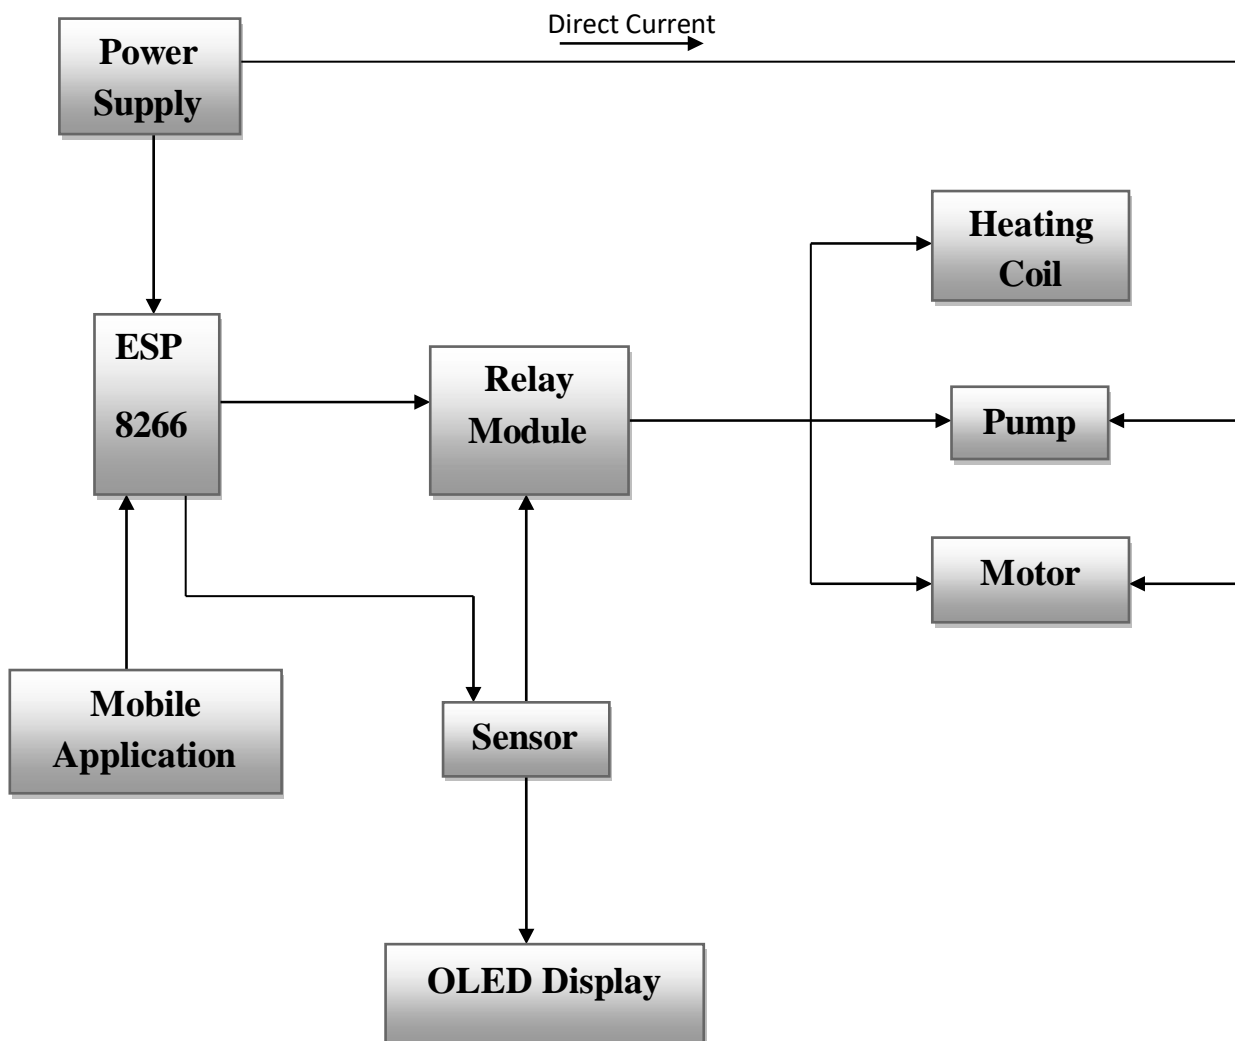 Direct Current
Power
Supply
Heating
Coil
ESP
8266
Relay
Module
Pump
Motor
Mobile
Application
Sensor
OLED Display